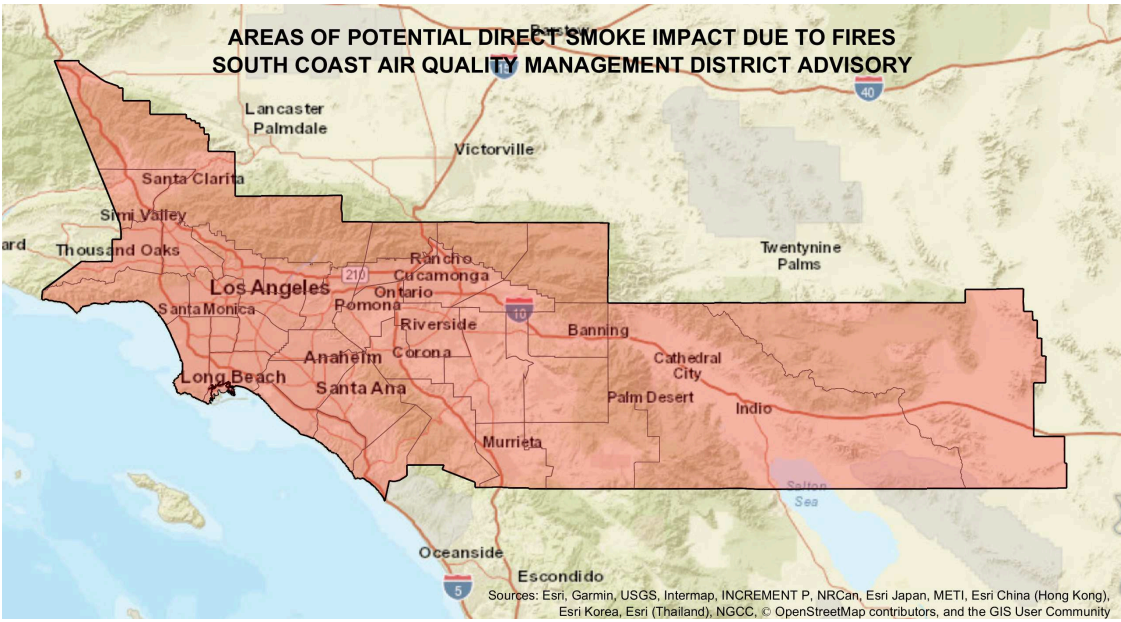 AREAS OF POTENTIAL DIRECT SMOKE IMPACT DUE TO FIRES
SOUTH COAST AIR QUALITY MANAGEMENT DISTRICT ADVISORY
Barstow
15
40
Lancaster
Palmdale
Victorville
Santa Clarita
Simi Valley
ard
Thousand Oaks
Twentynine
Palms
Rancho
Cucamonga
210
Los Angeles
Ontario
Pomona
Santa Monica
10
Riverside
Banning
Anaheim
Corona
Cathedral
City
Long Beach
Santa Ana
Palm Desert
Indio
Murrieta
Salton
Sea
Oceanside
Escondido
5
Sources: Esri, Garmin, USGS, Intermap, INCREMENT P, NRCan, Esri Japan, METI, Esri China (Hong Kong),
Esri Korea, Esri (Thailand), NGCC, © OpenStreetMap contributors, and the GIS User Community